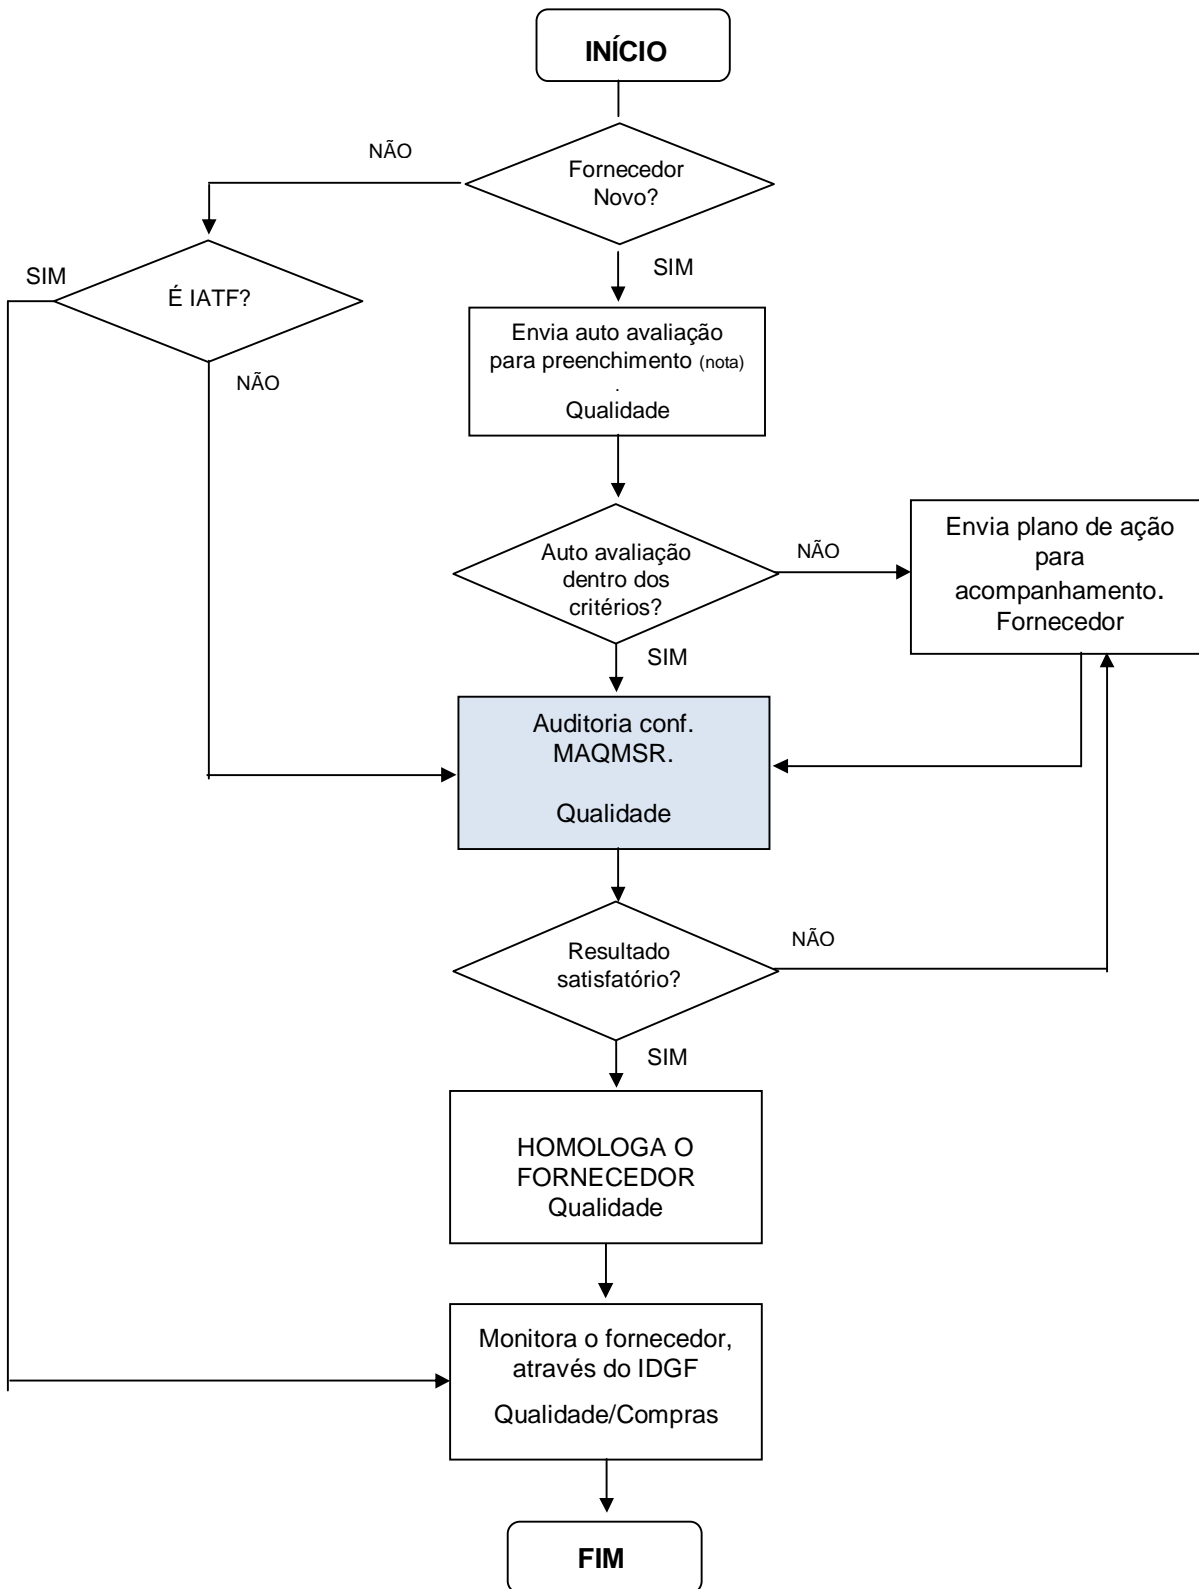 INÍCIO
NÃO
Fornecedor
Novo?
SIM
SIM
É IATF?
NÃO
Envia auto avaliação
para preenchimento (nota)
.
Qualidade
Auto avaliação
dentro dos
critérios?
NÃO
Envia plano de ação
para
acompanhamento.
Fornecedor
SIM
Auditoria conf.
MAQMSR.
Qualidade
Resultado
satisfatório?
NÃO
SIM
HOMOLOGA O
FORNECEDOR
Qualidade
Monitora o fornecedor,
através do IDGF
Qualidade/Compras
FIM